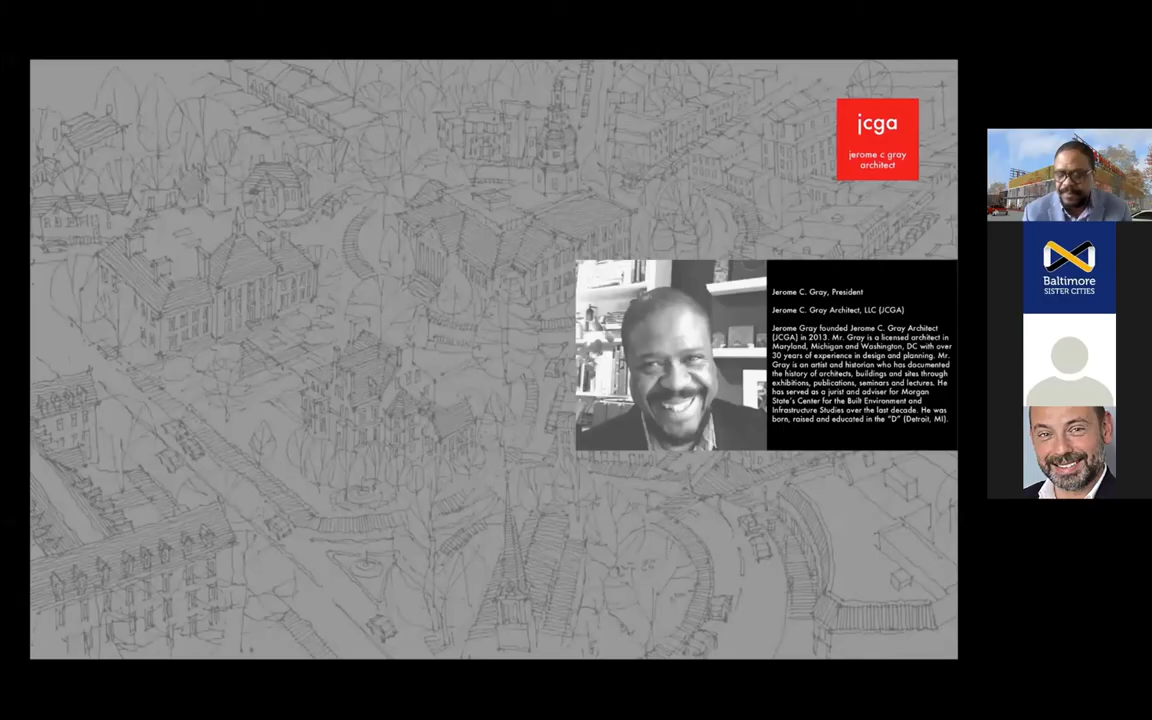 jcga
jerome c gray
architect
Jerome C. Gray, President
Jerome C. Gray Architect, LLC (JCGA)
Jerome Gray founded Jerome C. Gray Architect
(JCGA) in 2013. Mr. Gray is a licensed architect in
Maryland, Michigan and Washington, DC with over
30 years of experience in design and planning. Mr.
Gray is an artist and historian who has documented
the history of architects, buildings and sites through
exhibitions, publications, seminars and lectures. He
has served as a jurist and adviser for Morgan
State's Center for the Built Environment and
Infrastructure Studies over the last decade. He was
born, raised and educated in the "D" (Detroit, MI).
Baltimore
SISTER CITIES